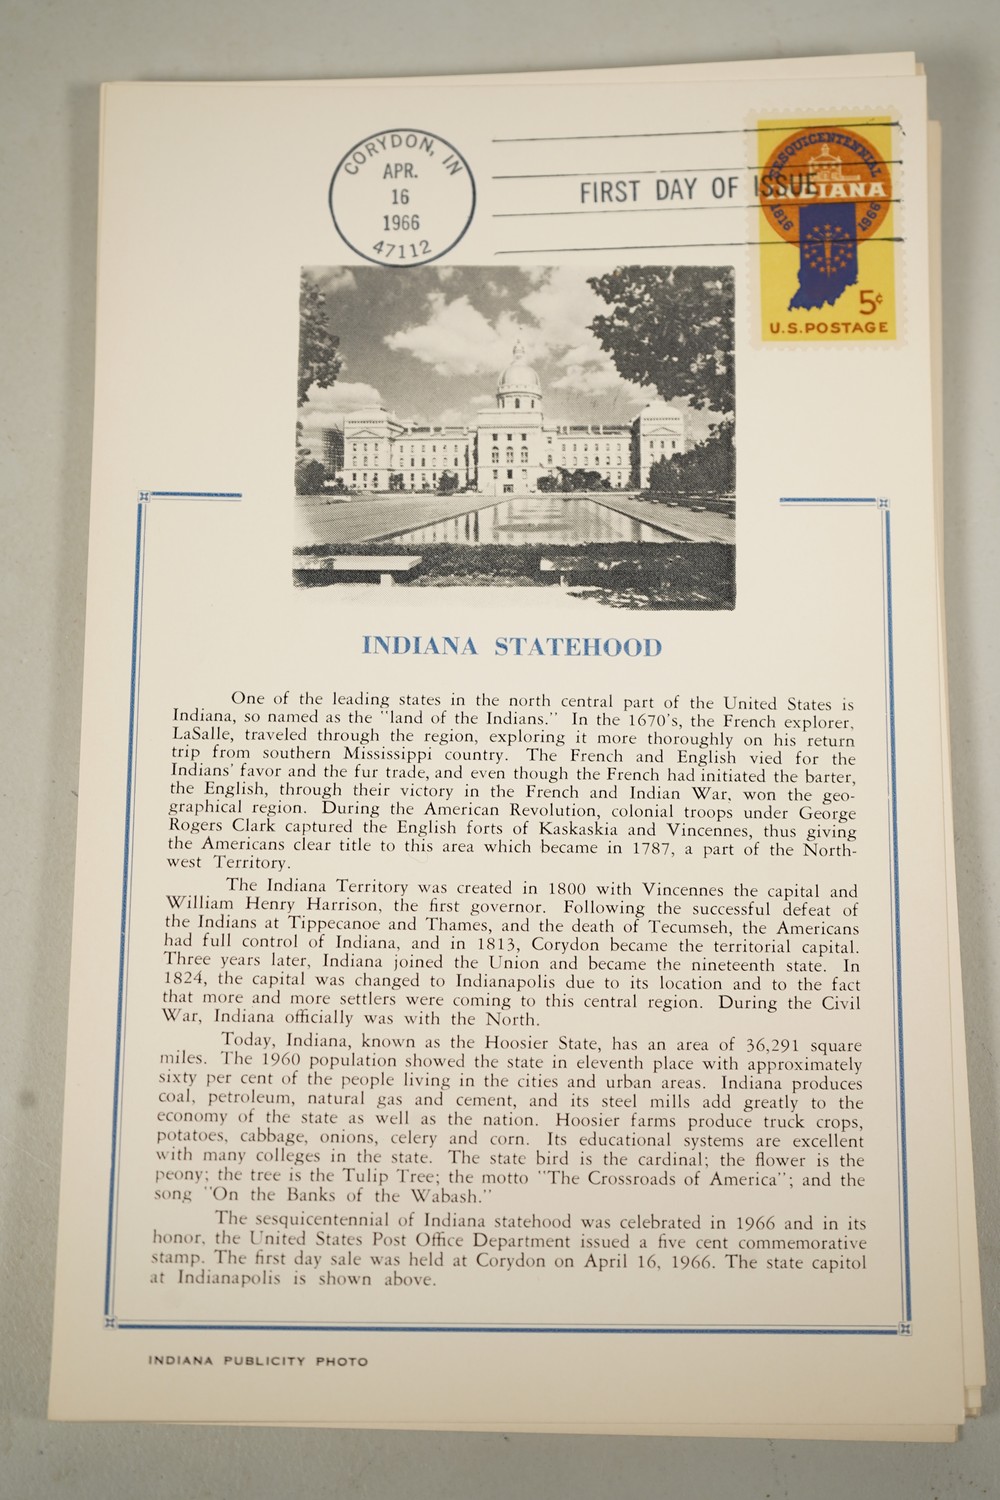 CORYDON, IN
APR.
16
1966
47112
FIRST DAY OF ISSUE
SESQUICENTENNIAL
INDIANA
1816 1966
5¢
U.S.POSTAGE
INDIANA STATEHOOD
One of the leading states in the north central part of the United States is
Indiana, so named as the "land of the Indians." In the 1670's, the French explorer,
LaSalle, traveled through the region, exploring it more thoroughly on his return
trip from southern Mississippi country. The French and English vied for the
Indians' favor and the fur trade, and even though the French had initiated the barter,
the English, through their victory in the French and Indian War, won the geo-
graphical region. During the American Revolution, colonial troops under George
Rogers Clark captured the English forts of Kaskaskia and Vincennes, thus giving
the Americans clear title to this area which became in 1787, a part of the North-
west Territory.
The Indiana Territory was created in 1800 with Vincennes the capital and
William Henry Harrison, the first governor. Following the successful defeat of
the Indians at Tippecanoe and Thames, and the death of Tecumseh, the Americans
had full control of Indiana, and in 1813, Corydon became the territorial capital.
Three years later, Indiana joined the Union and became the nineteenth state. In
1824, the capital was changed to Indianapolis due to its location and to the fact
that more and more settlers were coming to this central region. During the Civil
War, Indiana officially was with the North.
Today, Indiana, known as the Hoosier State, has an area of 36,291 square
miles. The 1960 population showed the state in eleventh place with approximately
sixty per cent of the people living in the cities and urban areas. Indiana produces
coal, petroleum, natural gas and cement, and its steel mills add greatly to the
economy of the state as well as the nation. Hoosier farms produce truck crops,
potatoes, cabbage, onions, celery and corn. Its educational systems are excellent
with many colleges in the state. The state bird is the cardinal; the flower is the
peony; the tree is the Tulip Tree; the motto "The Crossroads of America"; and the
song "On the Banks of the Wabash."
The sesquicentennial of Indiana statehood was celebrated in 1966 and in its
honor, the United States Post Office Department issued a five cent commemorative
stamp. The first day sale was held at Corydon on April 16, 1966. The state capitol
at Indianapolis is shown above.
INDIANA PUBLICITY PHOTO